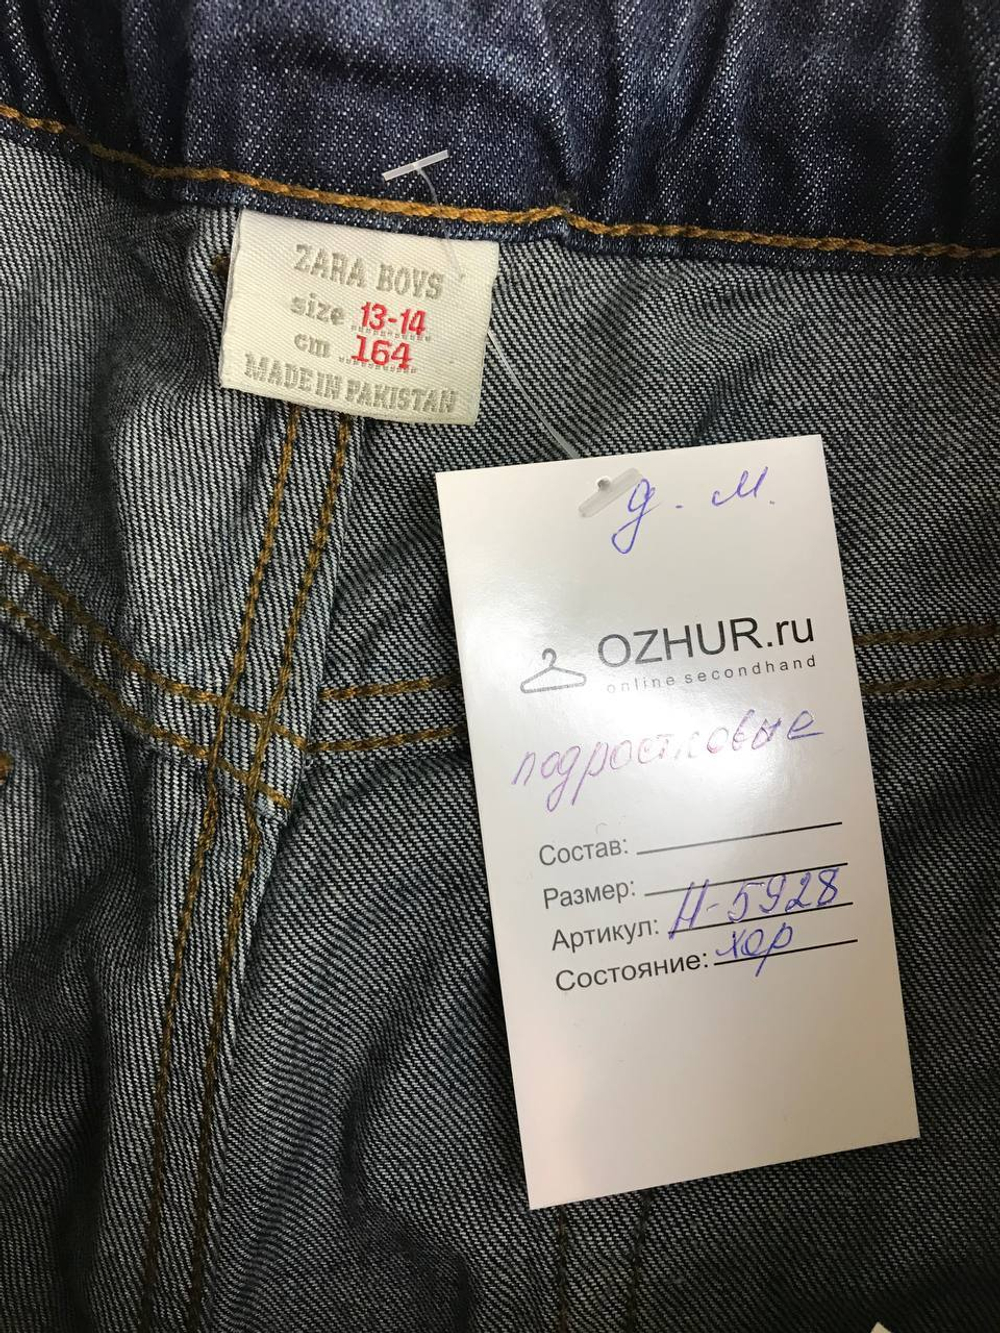 ZARA BOYS
size 13-14
cm 164
MADE IN PAKISTAN
д. м.
OZHUR.ru
online secondhand
подростковые
Состав:
Размер:
Артикул: Н-5928
Состояние: хор